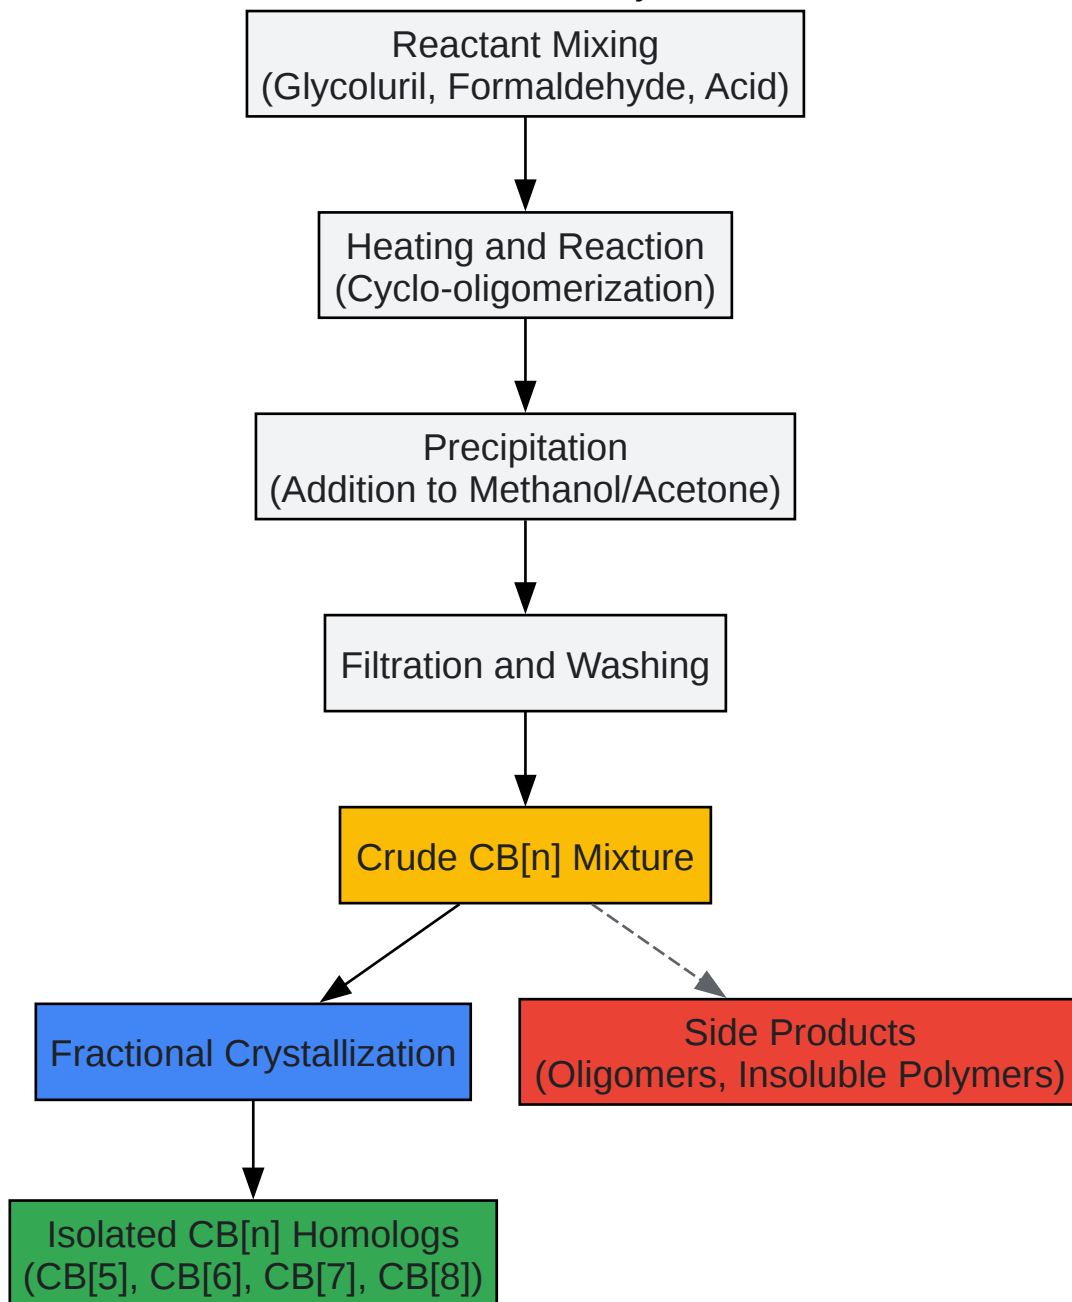 Reactant Mixing
(Glycoluril, Formaldehyde, Acid)
Heating and Reaction
(Cyclo-oligomerization)
Precipitation
(Addition to Methanol/Acetone)
Filtration and Washing
Crude CB[n] Mixture
Fractional Crystallization
Side Products
(Oligomers, Insoluble Polymers)
Isolated CB[n] Homologs
(CB[5], CB[6], CB[7], CB[8])